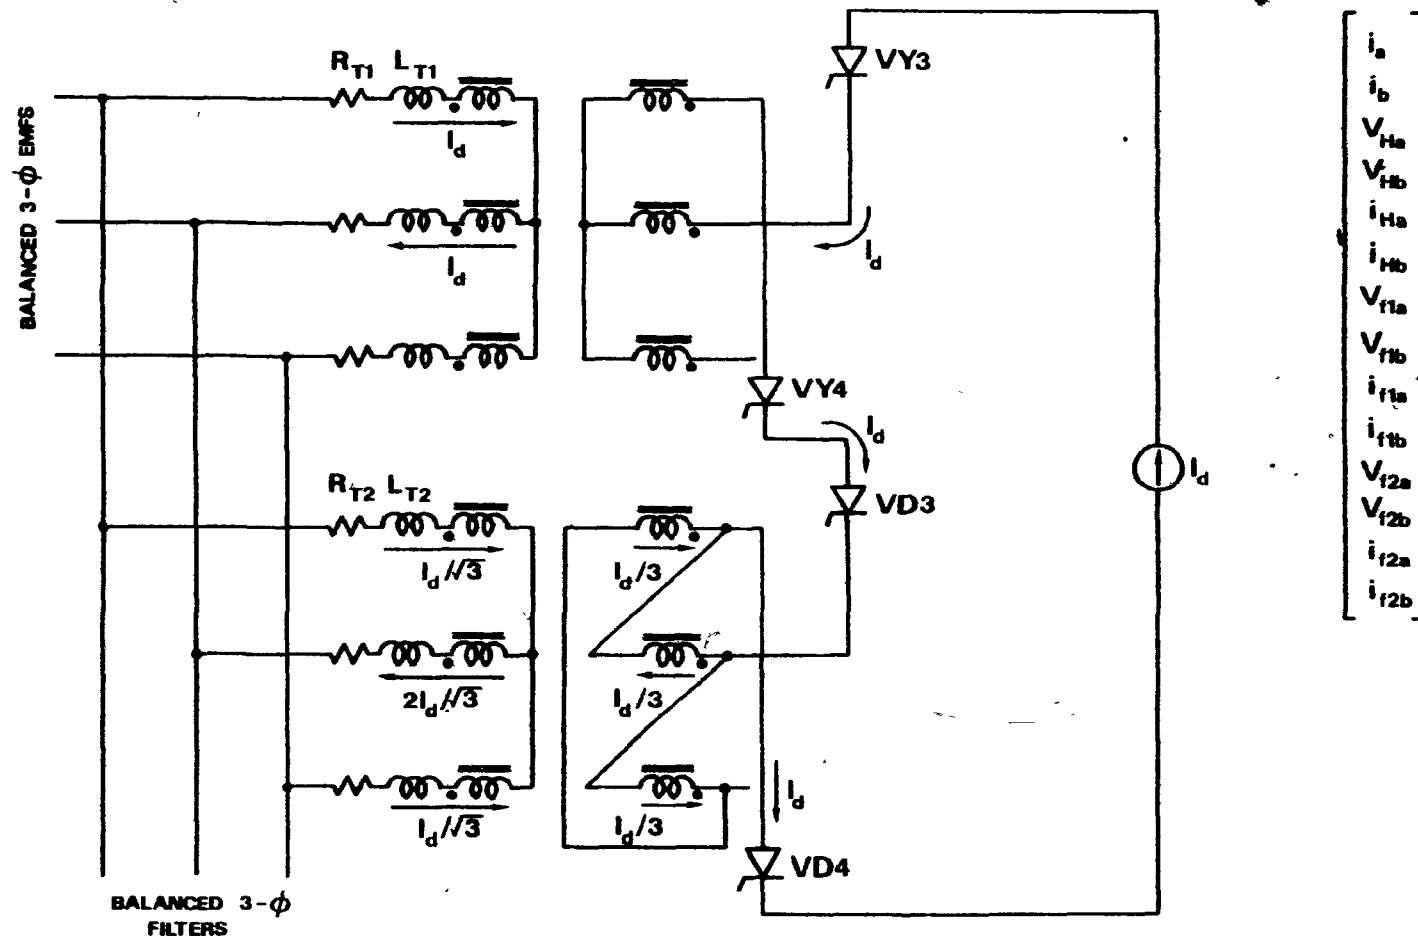 BALANCED 3-ϕ EMFS
R_T1 L_T1
I_d
I_d
VY3
I_d
VY4
I_d
R_T2 L_T2
VD3
I_d/√3
I_d/3
2I_d/√3
I_d/3
I_d/√3
I_d/3
I_d
VD4
I_d
BALANCED 3-ϕ
FILTERS
i_a
i_b
V_Ha
V_Hb
i_Ha
i_Hb
V_f1a
V_f1b
i_f1a
i_f1b
V_f2a
V_f2b
i_f2a
i_f2b